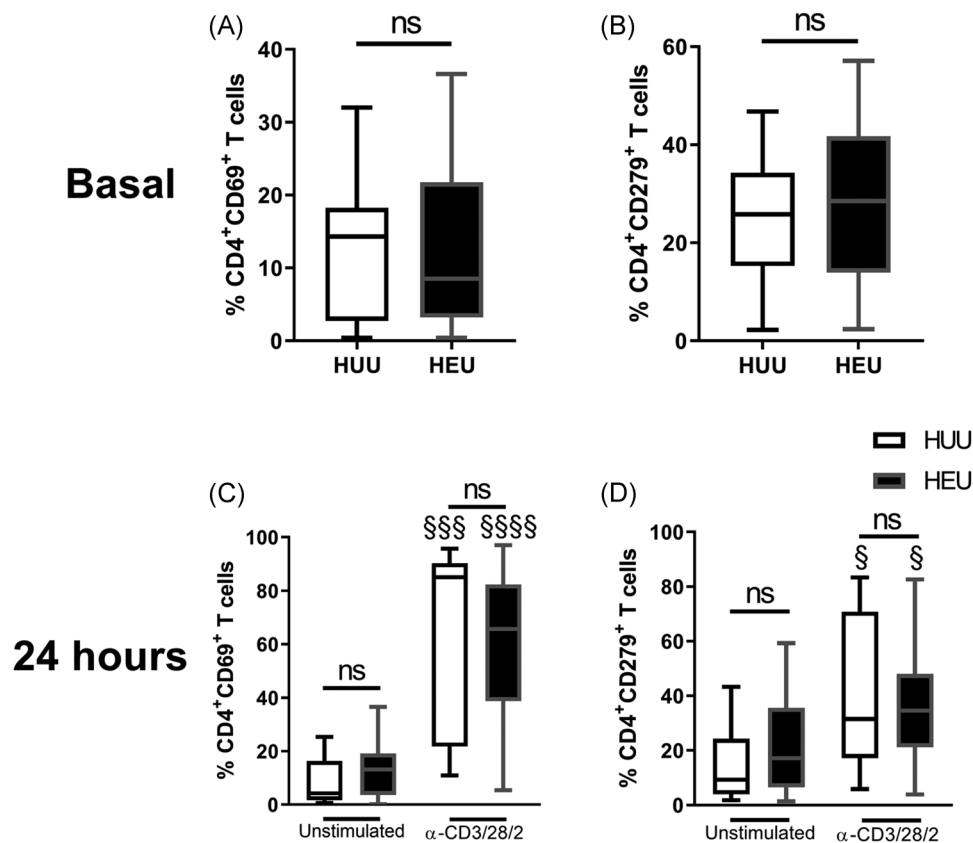 (A)
ns
% CD4+CD69+ T cells
40
30
20
10
0
HUU HEU
(B)
ns
% CD4+CD279+ T cells
60
40
20
0
HUU HEU
Basal
HUU
HEU
(C)
ns
§§§ §§§§
ns
% CD4+CD69+ T cells
100
80
60
40
20
0
Unstimulated α-CD3/28/2
(D)
ns
§ §
ns
% CD4+CD279+ T cells
100
80
60
40
20
0
Unstimulated α-CD3/28/2
24 hours